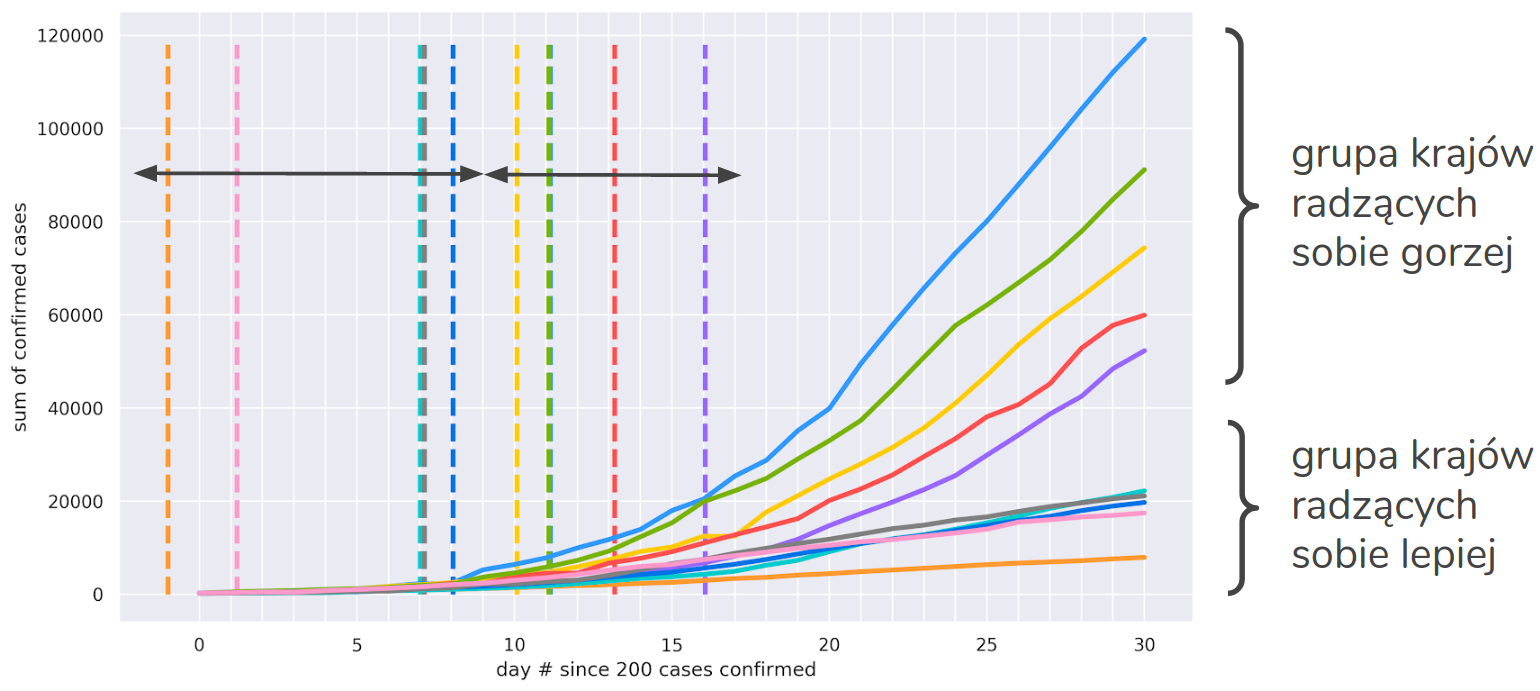 120000
100000
80000
60000
40000
20000
0
sum of confirmed cases
0 5 10 15 20 25 30
day # since 200 cases confirmed
grupa krajów
radzących
sobie gorzej
grupa krajów
radzących
sobie lepiej